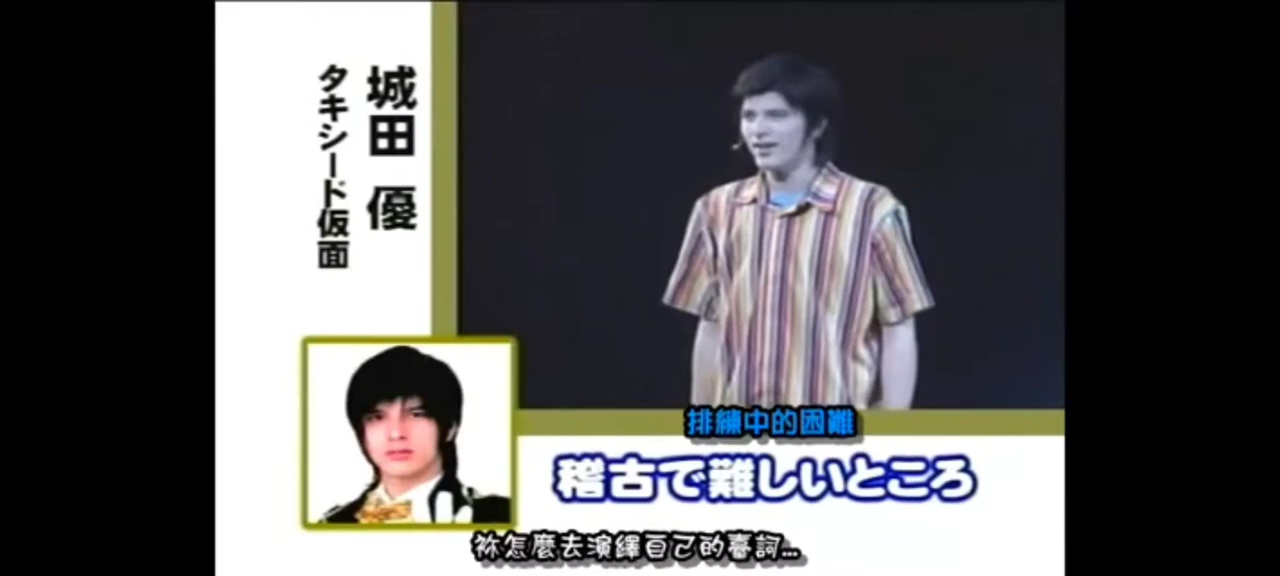 城田 優
タキシード仮面
排練中的困難
稽古で難しいところ
祢怎麼去演繹自己的臺詞...